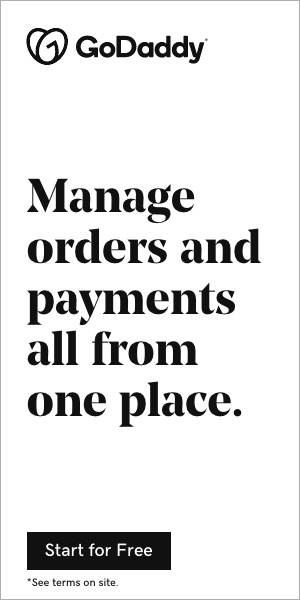 GoDaddy
Manage
orders and
payments
all from
one place.
Start for Free
*See terms on site.